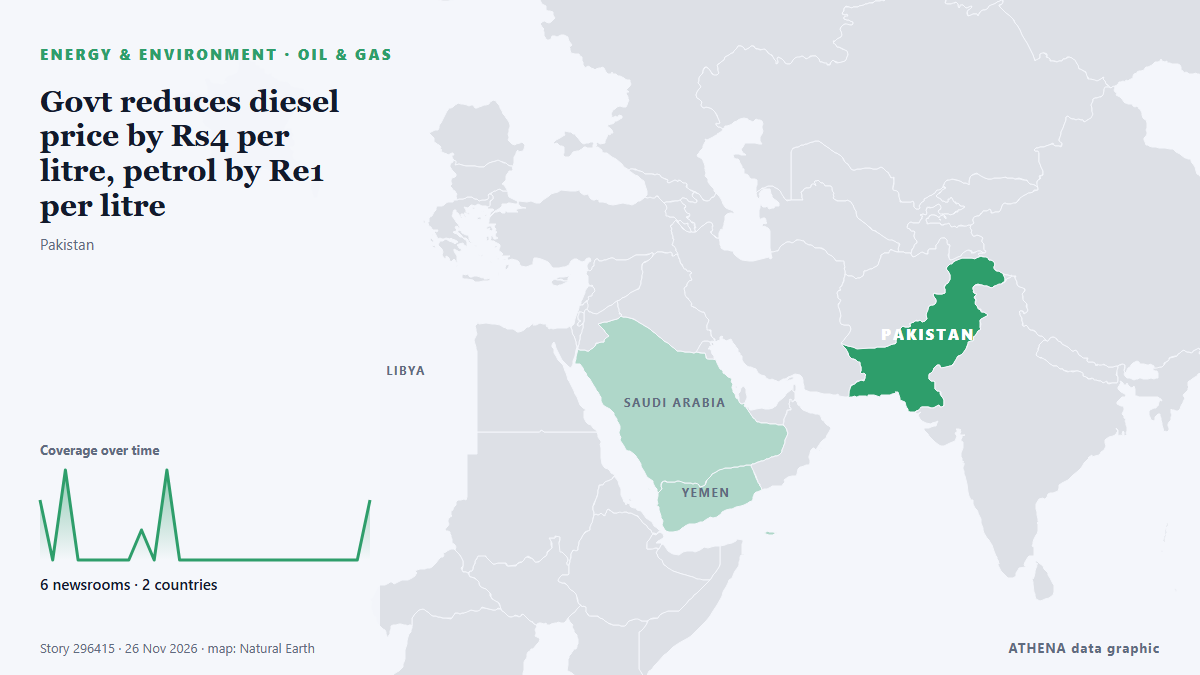 ENERGY & ENVIRONMENT · OIL & GAS
Govt reduces diesel
price by Rs4 per
litre, petrol by Re1
per litre
Pakistan
PAKISTAN
LIBYA
SAUDI ARABIA
YEMEN
Coverage over time
6 newsrooms · 2 countries
Story 296415 · 26 Nov 2026 · map: Natural Earth
ATHENA data graphic